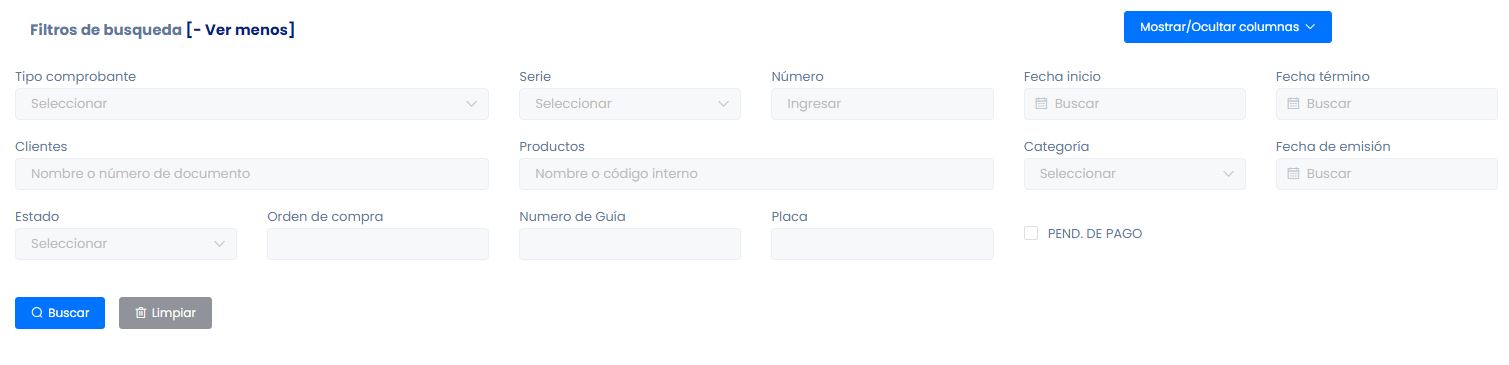 Filtros de busqueda [- Ver menos]
Mostrar/Ocultar columnas
Tipo comprobante
Serie
Número
Fecha inicio
Fecha término
Seleccionar
Seleccionar
Ingresar
Buscar
Buscar
Clientes
Productos
Categoría
Fecha de emisión
Nombre o número de documento
Nombre o código interno
Seleccionar
Buscar
Estado
Orden de compra
Numero de Guía
Placa
Seleccionar
PEND. DE PAGO
Buscar
Limpiar